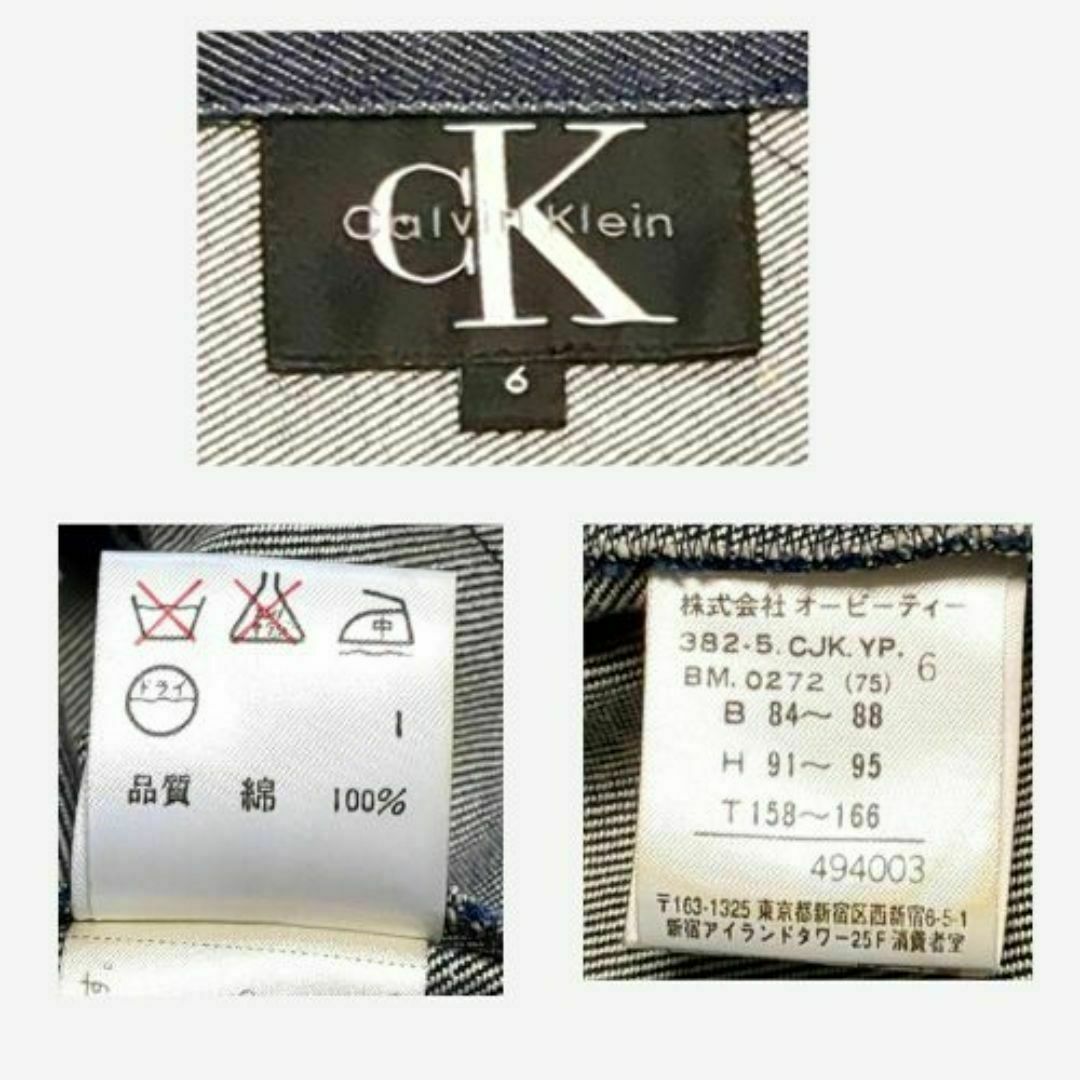 CK
Calvin Klein
6
中
ドライ
1
品質 綿 100%
株式会社 オービーティー
382-5.CJK.YP.
BM.0272 (75) 6
B 84〜 88
H 91〜 95
T158〜166
494003
〒163-1325 東京都新宿区西新宿6-5-1
新宿アイランドタワー25F 消費者室